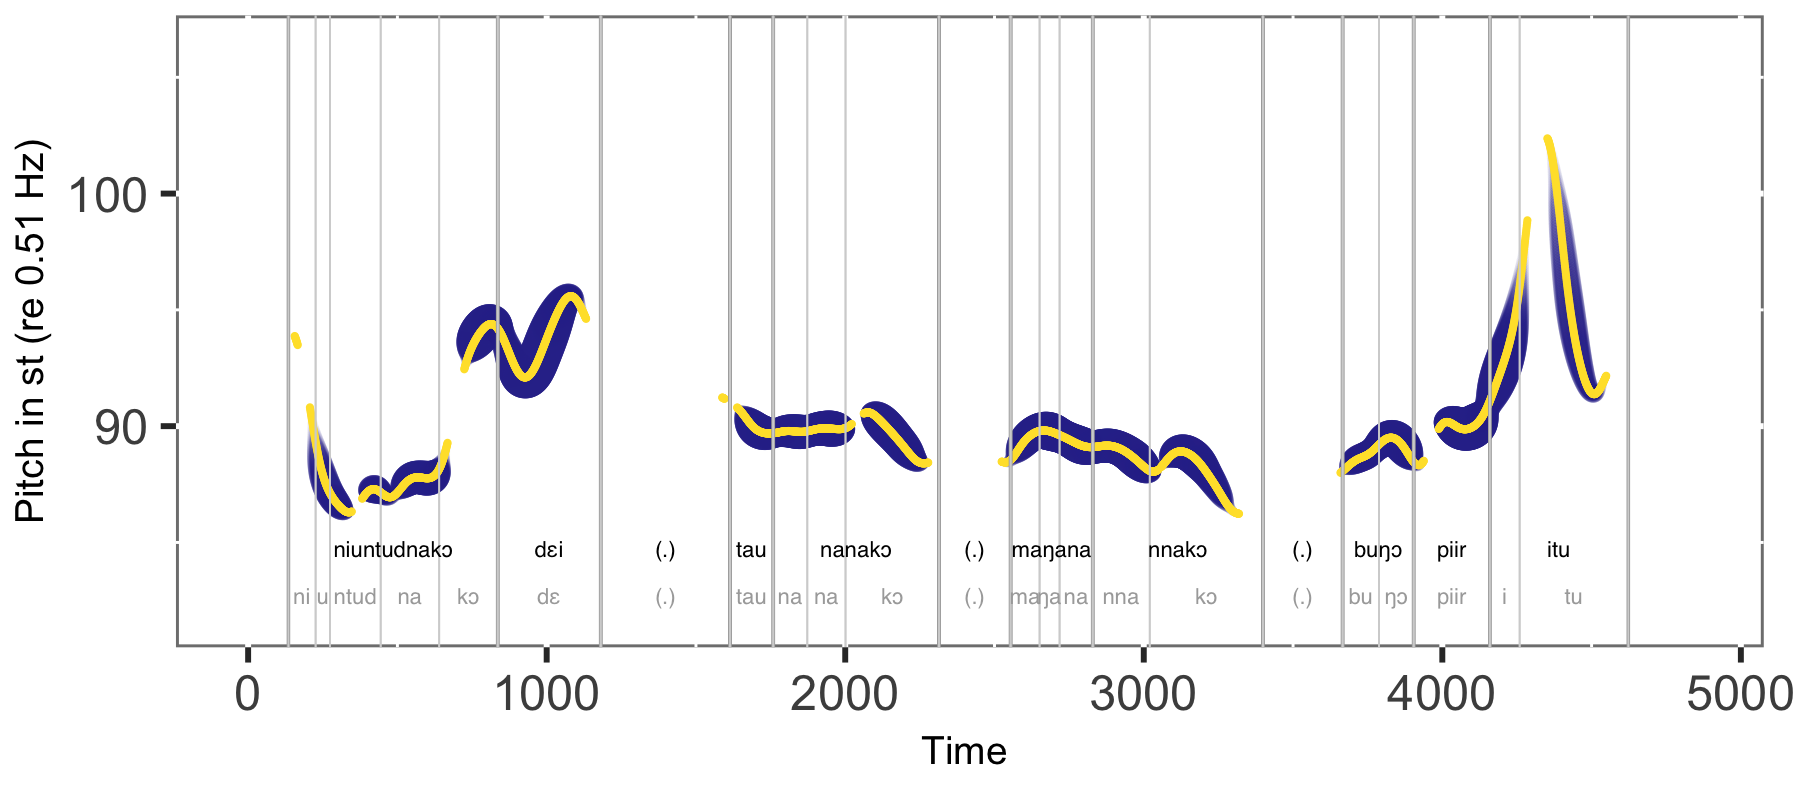 Pitch in st (re 0.51 Hz)
100
90
niuntudnakɔ dɛi (.) tau nanakɔ (.) maŋana nnakɔ (.) buŋɔ piir itu
ni u ntud na kɔ dɛ (.) tau na na kɔ (.) ma ŋa na nna kɔ (.) bu ŋɔ piir i tu
0 1000 2000 3000 4000 5000
Time